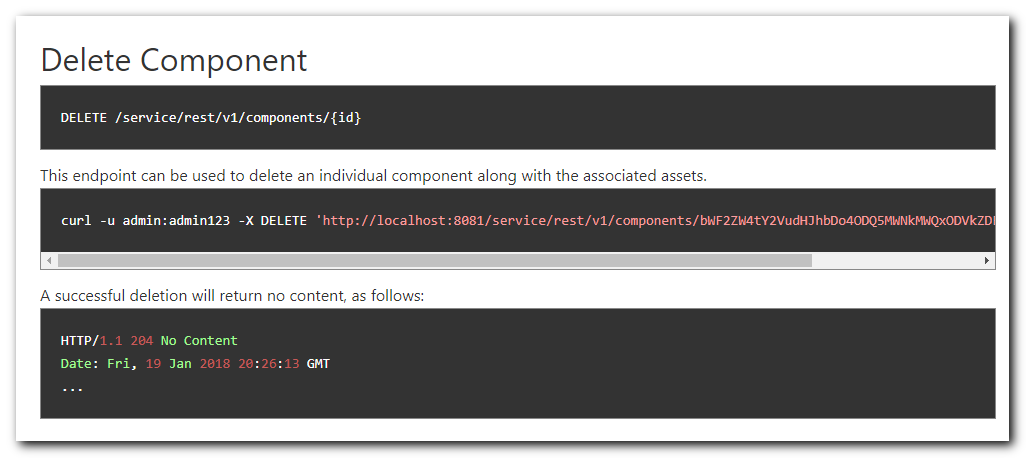 Delete Component
DELETE /service/rest/v1/components/{id}
This endpoint can be used to delete an individual component along with the associated assets.
curl -u admin:admin123 -X DELETE 'http://localhost:8081/service/rest/v1/components/bWF2ZW4tY2VudHJhbDo4ODQ5MWNkMWQxODVkZD
A successful deletion will return no content, as follows:
HTTP/1.1 204 No Content
Date: Fri, 19 Jan 2018 20:26:13 GMT
...